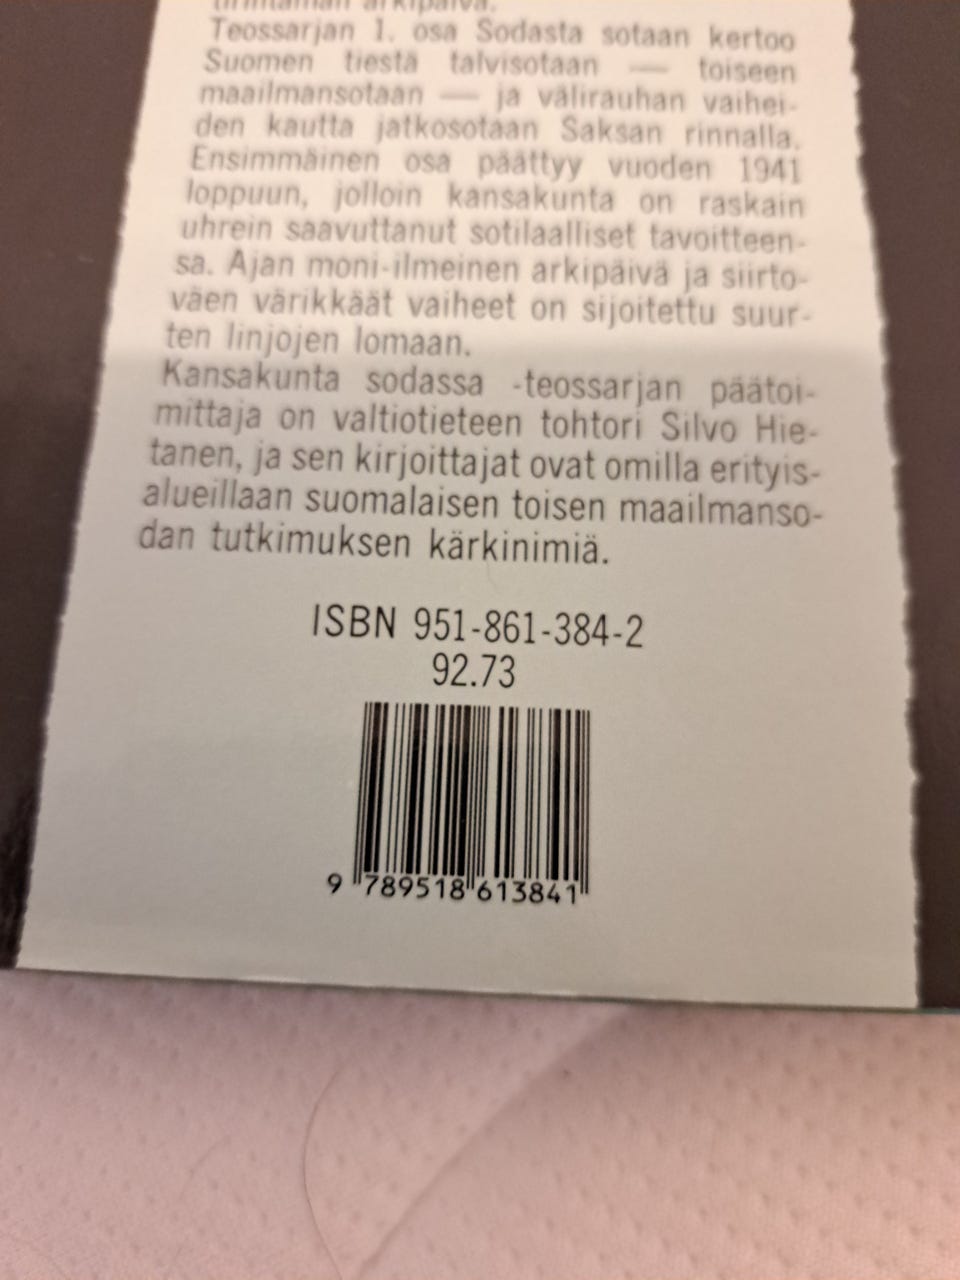 rintaman arkipäivä.
Teossarjan 1. osa Sodasta sotaan kertoo
Suomen tiestä talvisotaan — toiseen
maailmansotaan — ja välirauhan vaihei-
den kautta jatkosotaan Saksan rinnalla.
Ensimmäinen osa päättyy vuoden 1941
loppuun, jolloin kansakunta on raskain
uhrein saavuttanut sotilaalliset tavoitteen-
sa. Ajan moni-ilmeinen arkipäivä ja siirto-
väen värikkäät vaiheet on sijoitettu suur-
ten linjojen lomaan.
Kansakunta sodassa -teossarjan päätoi-
mittaja on valtiotieteen tohtori Silvo Hie-
tanen, ja sen kirjoittajat ovat omilla erityis-
alueillaan suomalaisen toisen maailmanso-
dan tutkimuksen kärkinimiä.
ISBN 951-861-384-2
92.73
9 789518 613841